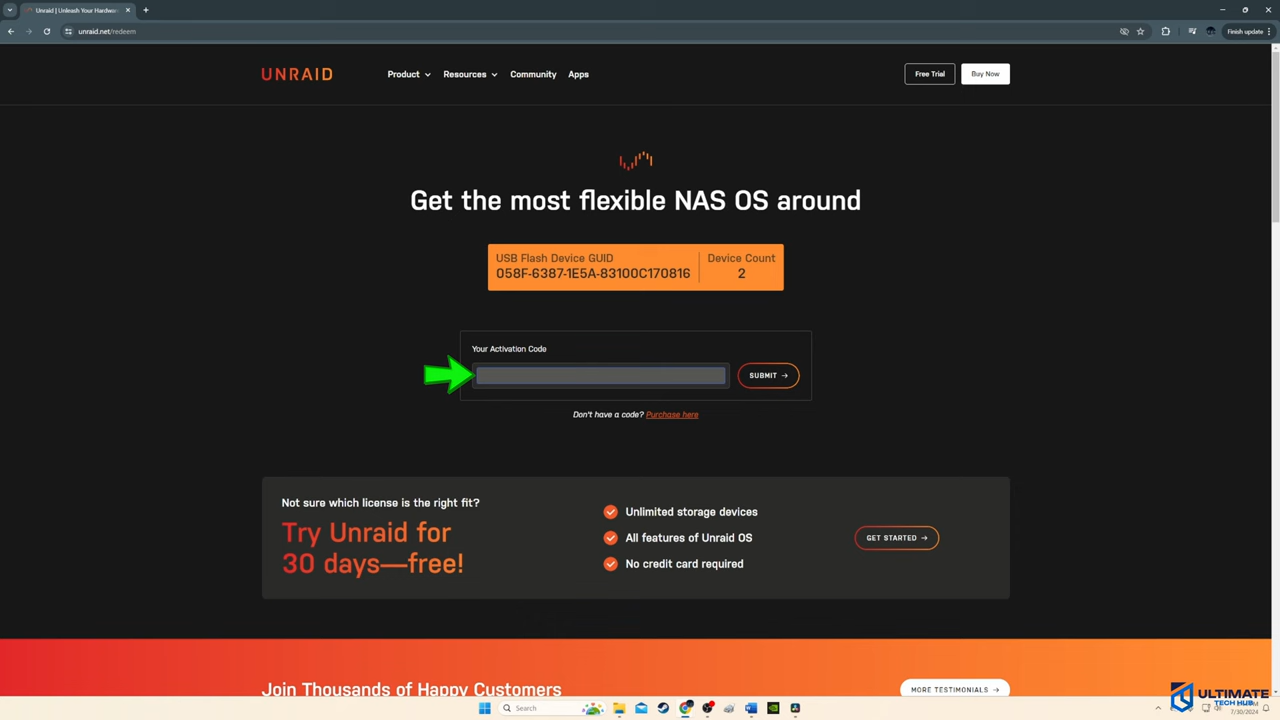 Unraid | Unleash Your Hardwar
unraid.net/redeem
Finish update
UNRAID
Product
Resources
Community
Apps
Free Trial
Buy Now
Get the most flexible NAS OS around
USB Flash Device GUID
058F-6387-1E5A-83100C170816
Device Count
2
Your Activation Code
SUBMIT
Don't have a code? Purchase here
Not sure which license is the right fit?
Try Unraid for
30 days—free!
Unlimited storage devices
All features of Unraid OS
No credit card required
GET STARTED
Join Thousands of Happy Customers
MORE TESTIMONIALS
Search
ULTIMATE
TECH HUB
7/30/2024